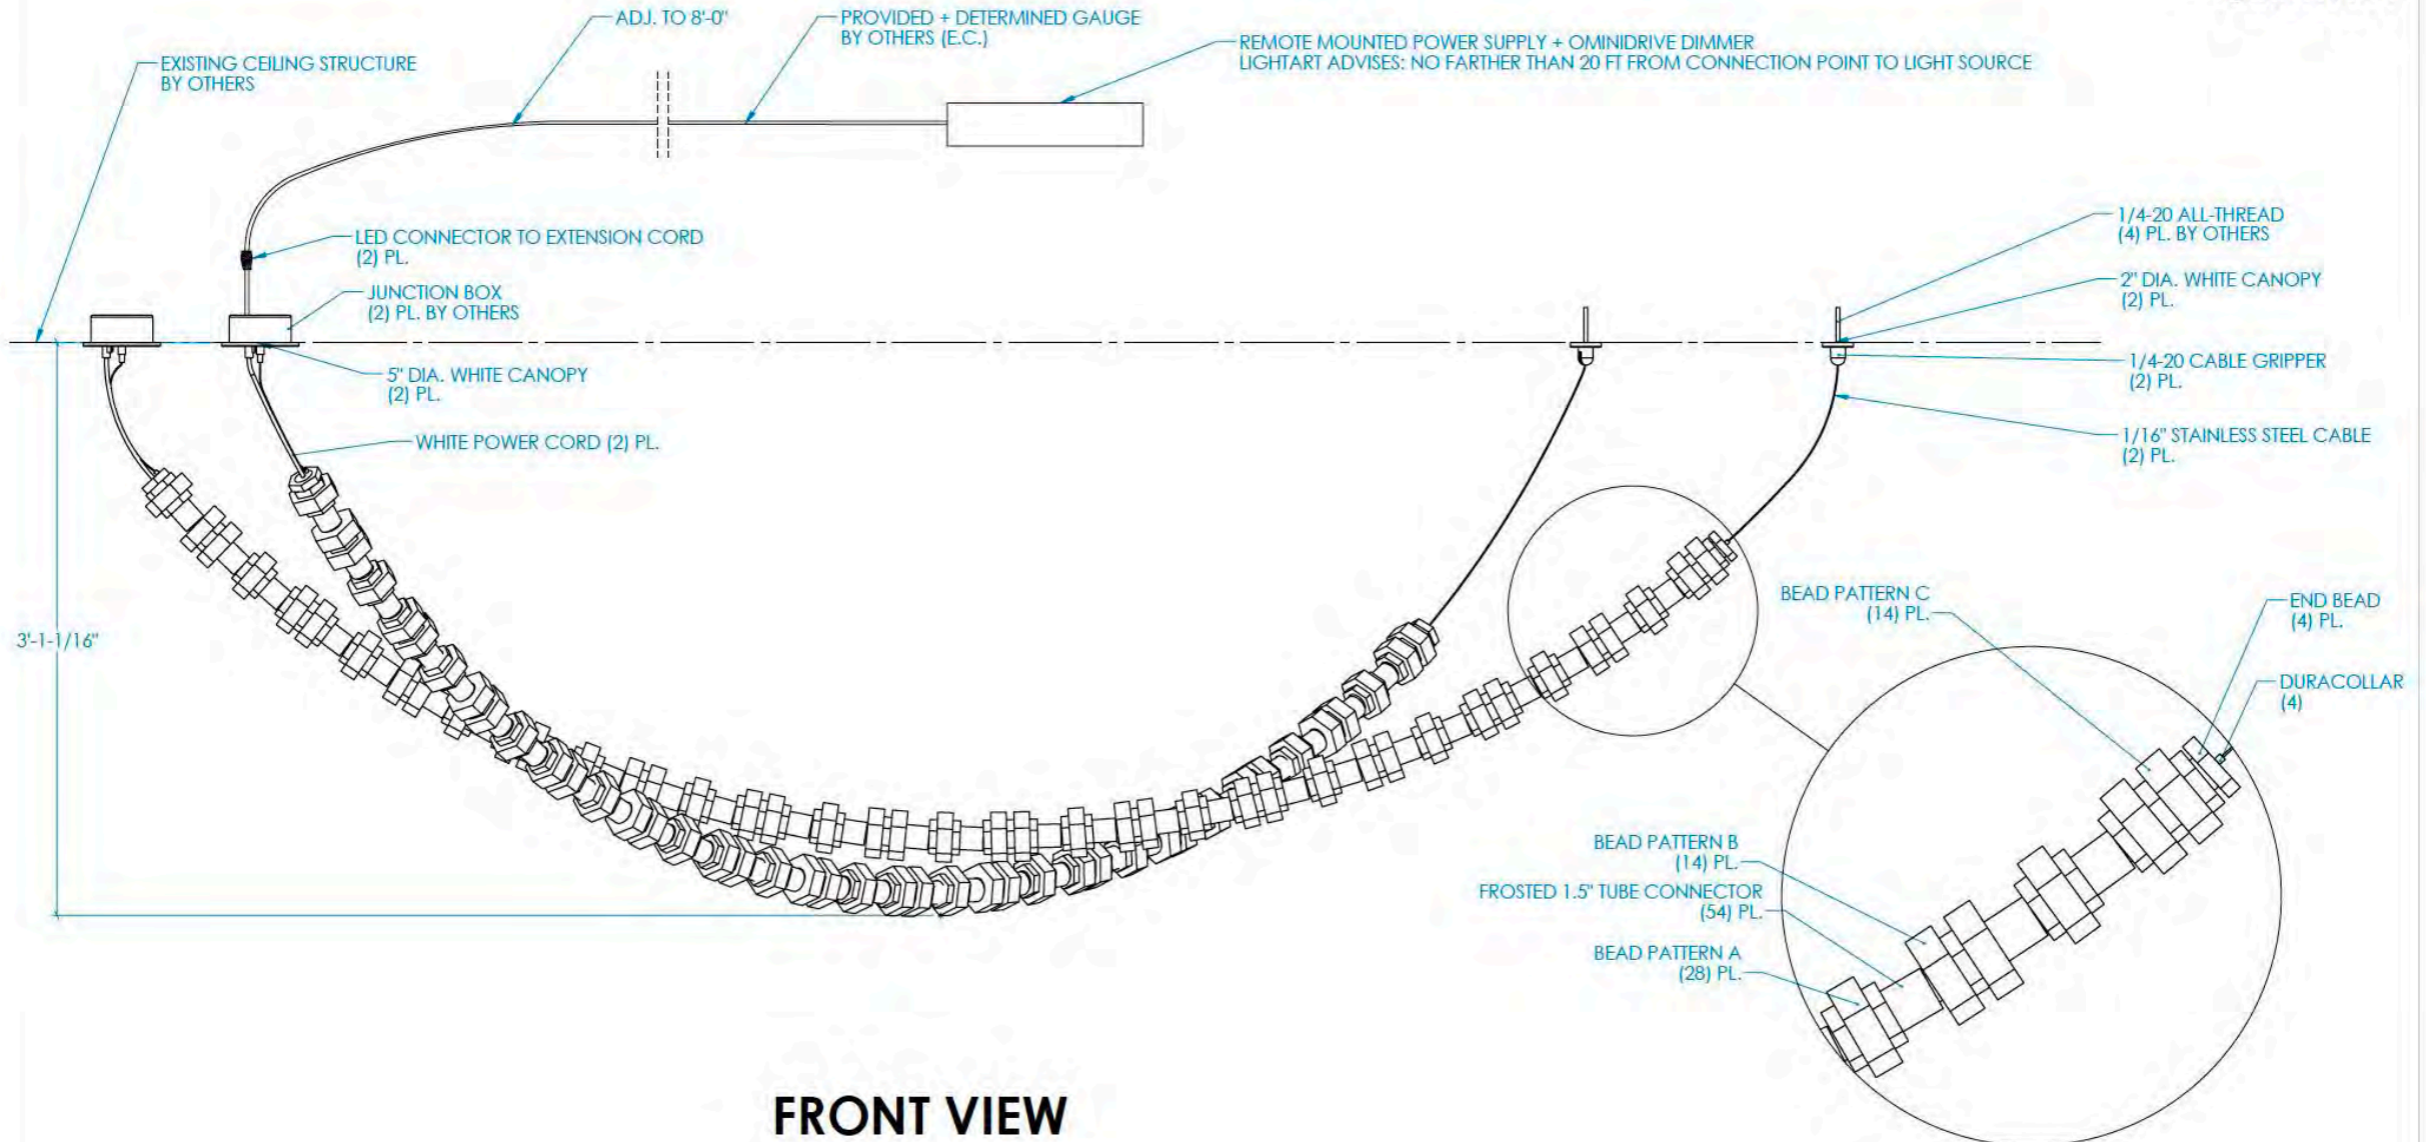 ADJ. TO 8'-0"
PROVIDED + DETERMINED GAUGE
BY OTHERS (E.C.)
REMOTE MOUNTED POWER SUPPLY + OMINIDRIVE DIMMER
LIGHTART ADVISES: NO FARTHER THAN 20 FT FROM CONNECTION POINT TO LIGHT SOURCE
EXISTING CEILING STRUCTURE
BY OTHERS
LED CONNECTOR TO EXTENSION CORD
(2) PL.
JUNCTION BOX
(2) PL. BY OTHERS
5" DIA. WHITE CANOPY
(2) PL.
WHITE POWER CORD (2) PL.
1/4-20 ALL-THREAD
(4) PL. BY OTHERS
2" DIA. WHITE CANOPY
(2) PL.
1/4-20 CABLE GRIPPER
(2) PL.
1/16" STAINLESS STEEL CABLE
(2) PL.
3'-1-1/16"
BEAD PATTERN C
(14) PL.
END BEAD
(4) PL.
DURACOLLAR
(4)
BEAD PATTERN B
(14) PL.
FROSTED 1.5" TUBE CONNECTOR
(54) PL.
BEAD PATTERN A
(28) PL.
FRONT VIEW